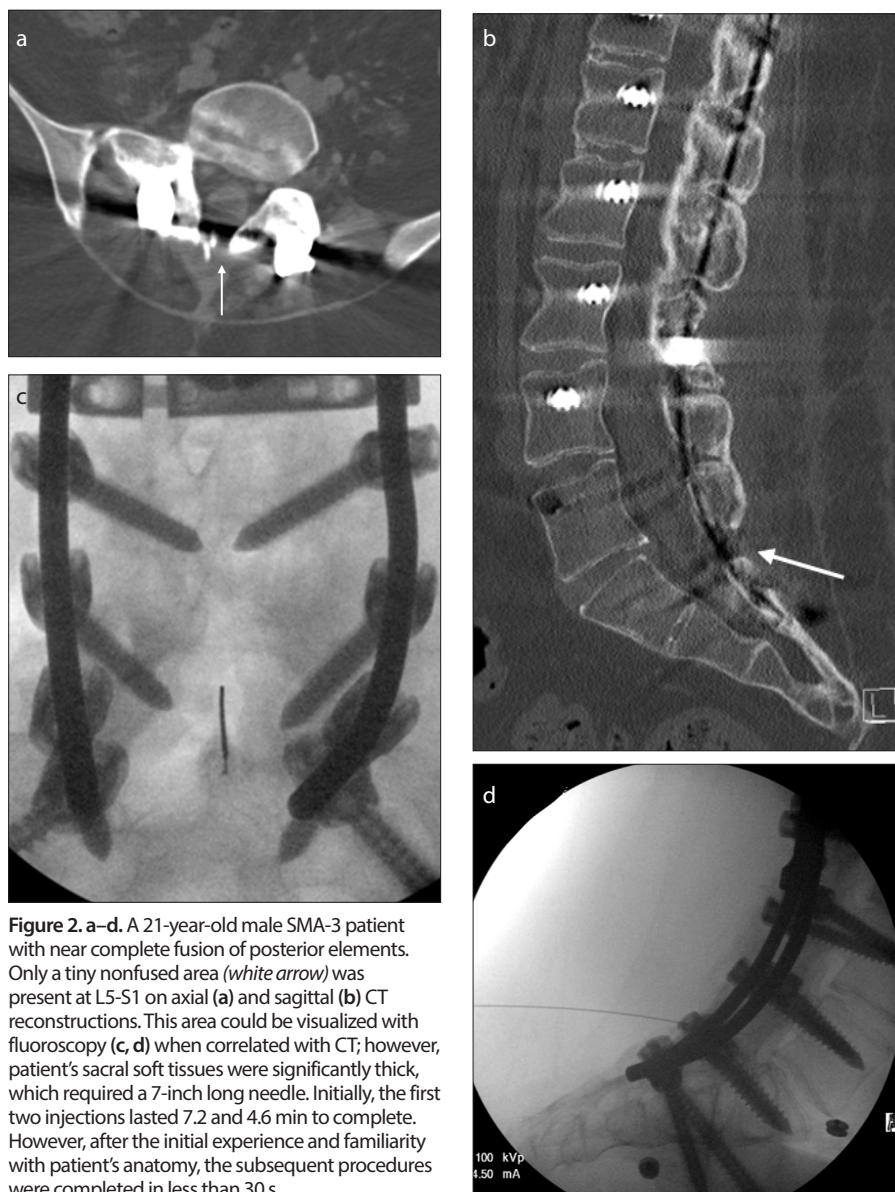 a
b
c
d
100 kVp
4.50 mA
Figure 2. a–d. A 21-year-old male SMA-3 patient
with near complete fusion of posterior elements.
Only a tiny nonfused area (white arrow) was
present at L5-S1 on axial (a) and sagittal (b) CT
reconstructions. This area could be visualized with
fluoroscopy (c, d) when correlated with CT; however,
patient’s sacral soft tissues were significantly thick,
which required a 7-inch long needle. Initially, the first
two injections lasted 7.2 and 4.6 min to complete.
However, after the initial experience and familiarity
with patient’s anatomy, the subsequent procedures
were completed in less than 30 s.